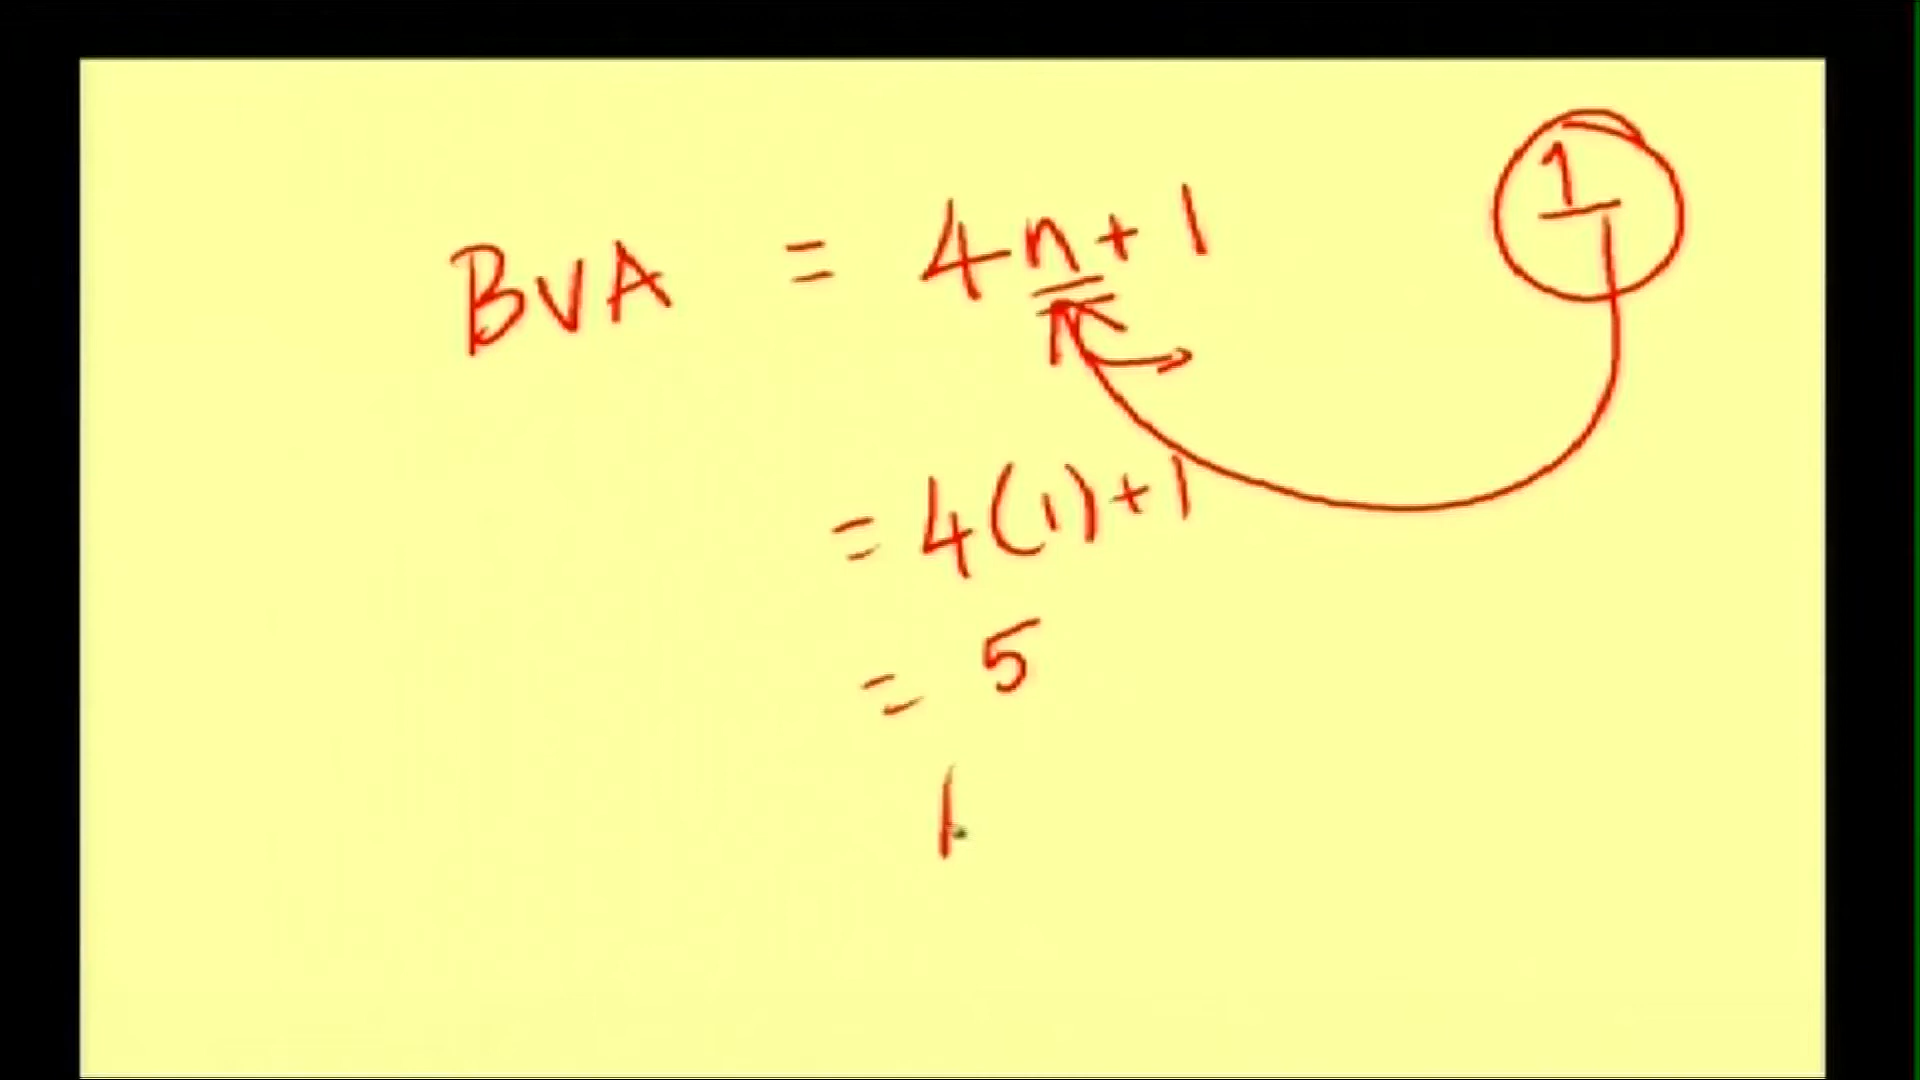 BVA = 4n+1
1
= 4(1)+1
= 5